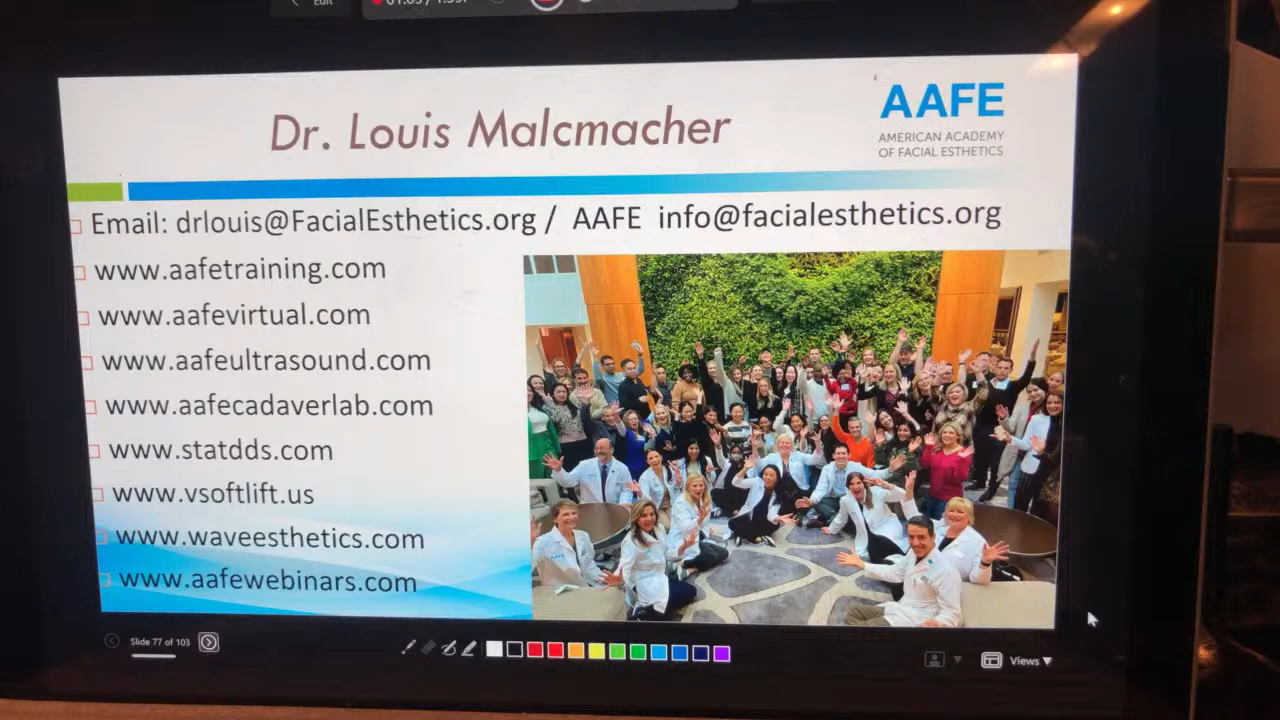 Edit
Dr. Louis Malcmacher
AAFE
AMERICAN ACADEMY
OF FACIAL ESTHETICS
Email: drlouis@FacialEsthetics.org / AAFE info@facialesthetics.org
www.aafetraining.com
www.aafevirtual.com
www.aafeultrasound.com
www.aafecadaverlab.com
www.statdds.com
www.vsoftlift.us
www.waveesthetics.com
www.aafewebinars.com
Slide 77 of 103
Views